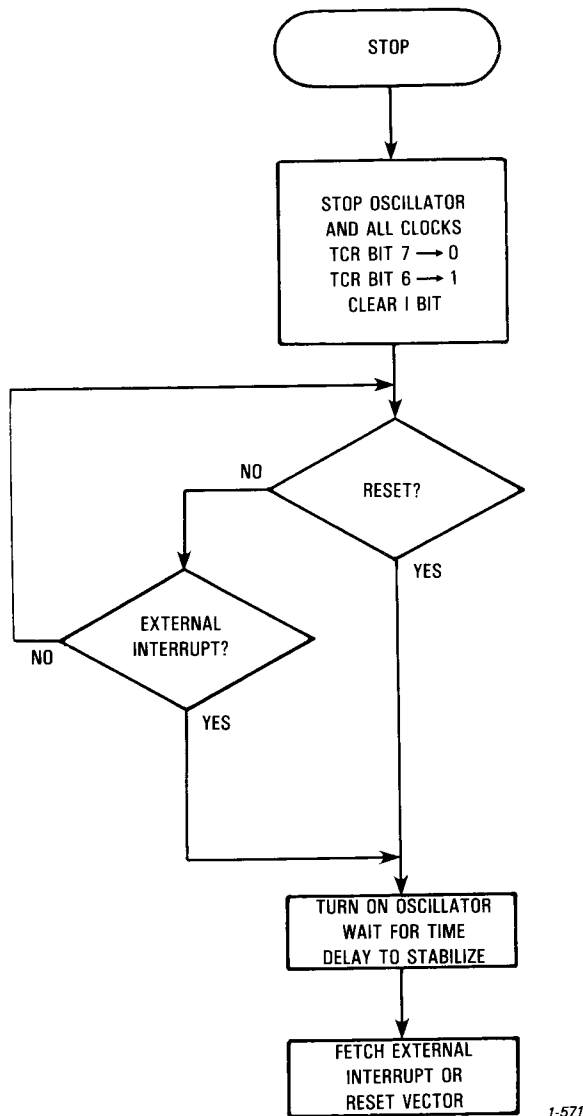 STOP
STOP OSCILLATOR
AND ALL CLOCKS
TCR BIT 7 → 0
TCR BIT 6 → 1
CLEAR I BIT
RESET?
NO
YES
EXTERNAL
INTERRUPT?
NO
YES
TURN ON OSCILLATOR
WAIT FOR TIME
DELAY TO STABILIZE
FETCH EXTERNAL
INTERRUPT OR
RESET VECTOR
1-571